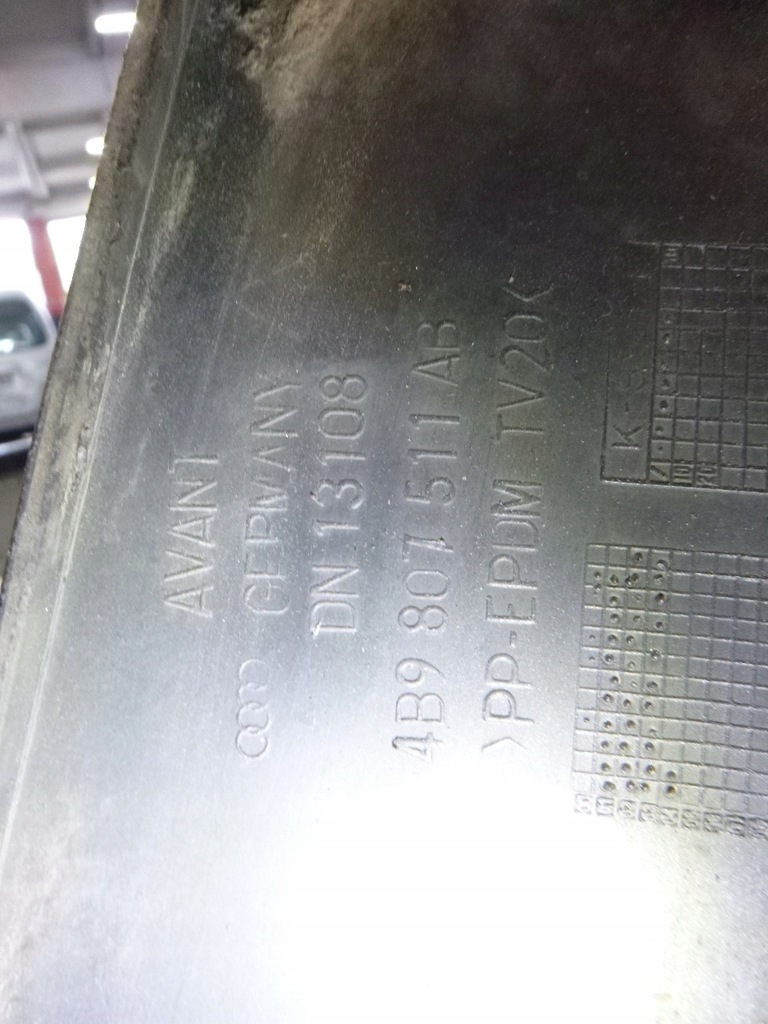 AVANT
GERMANY
DN 13108
4B9 807 511 AB
>PP-EPDM TV20<